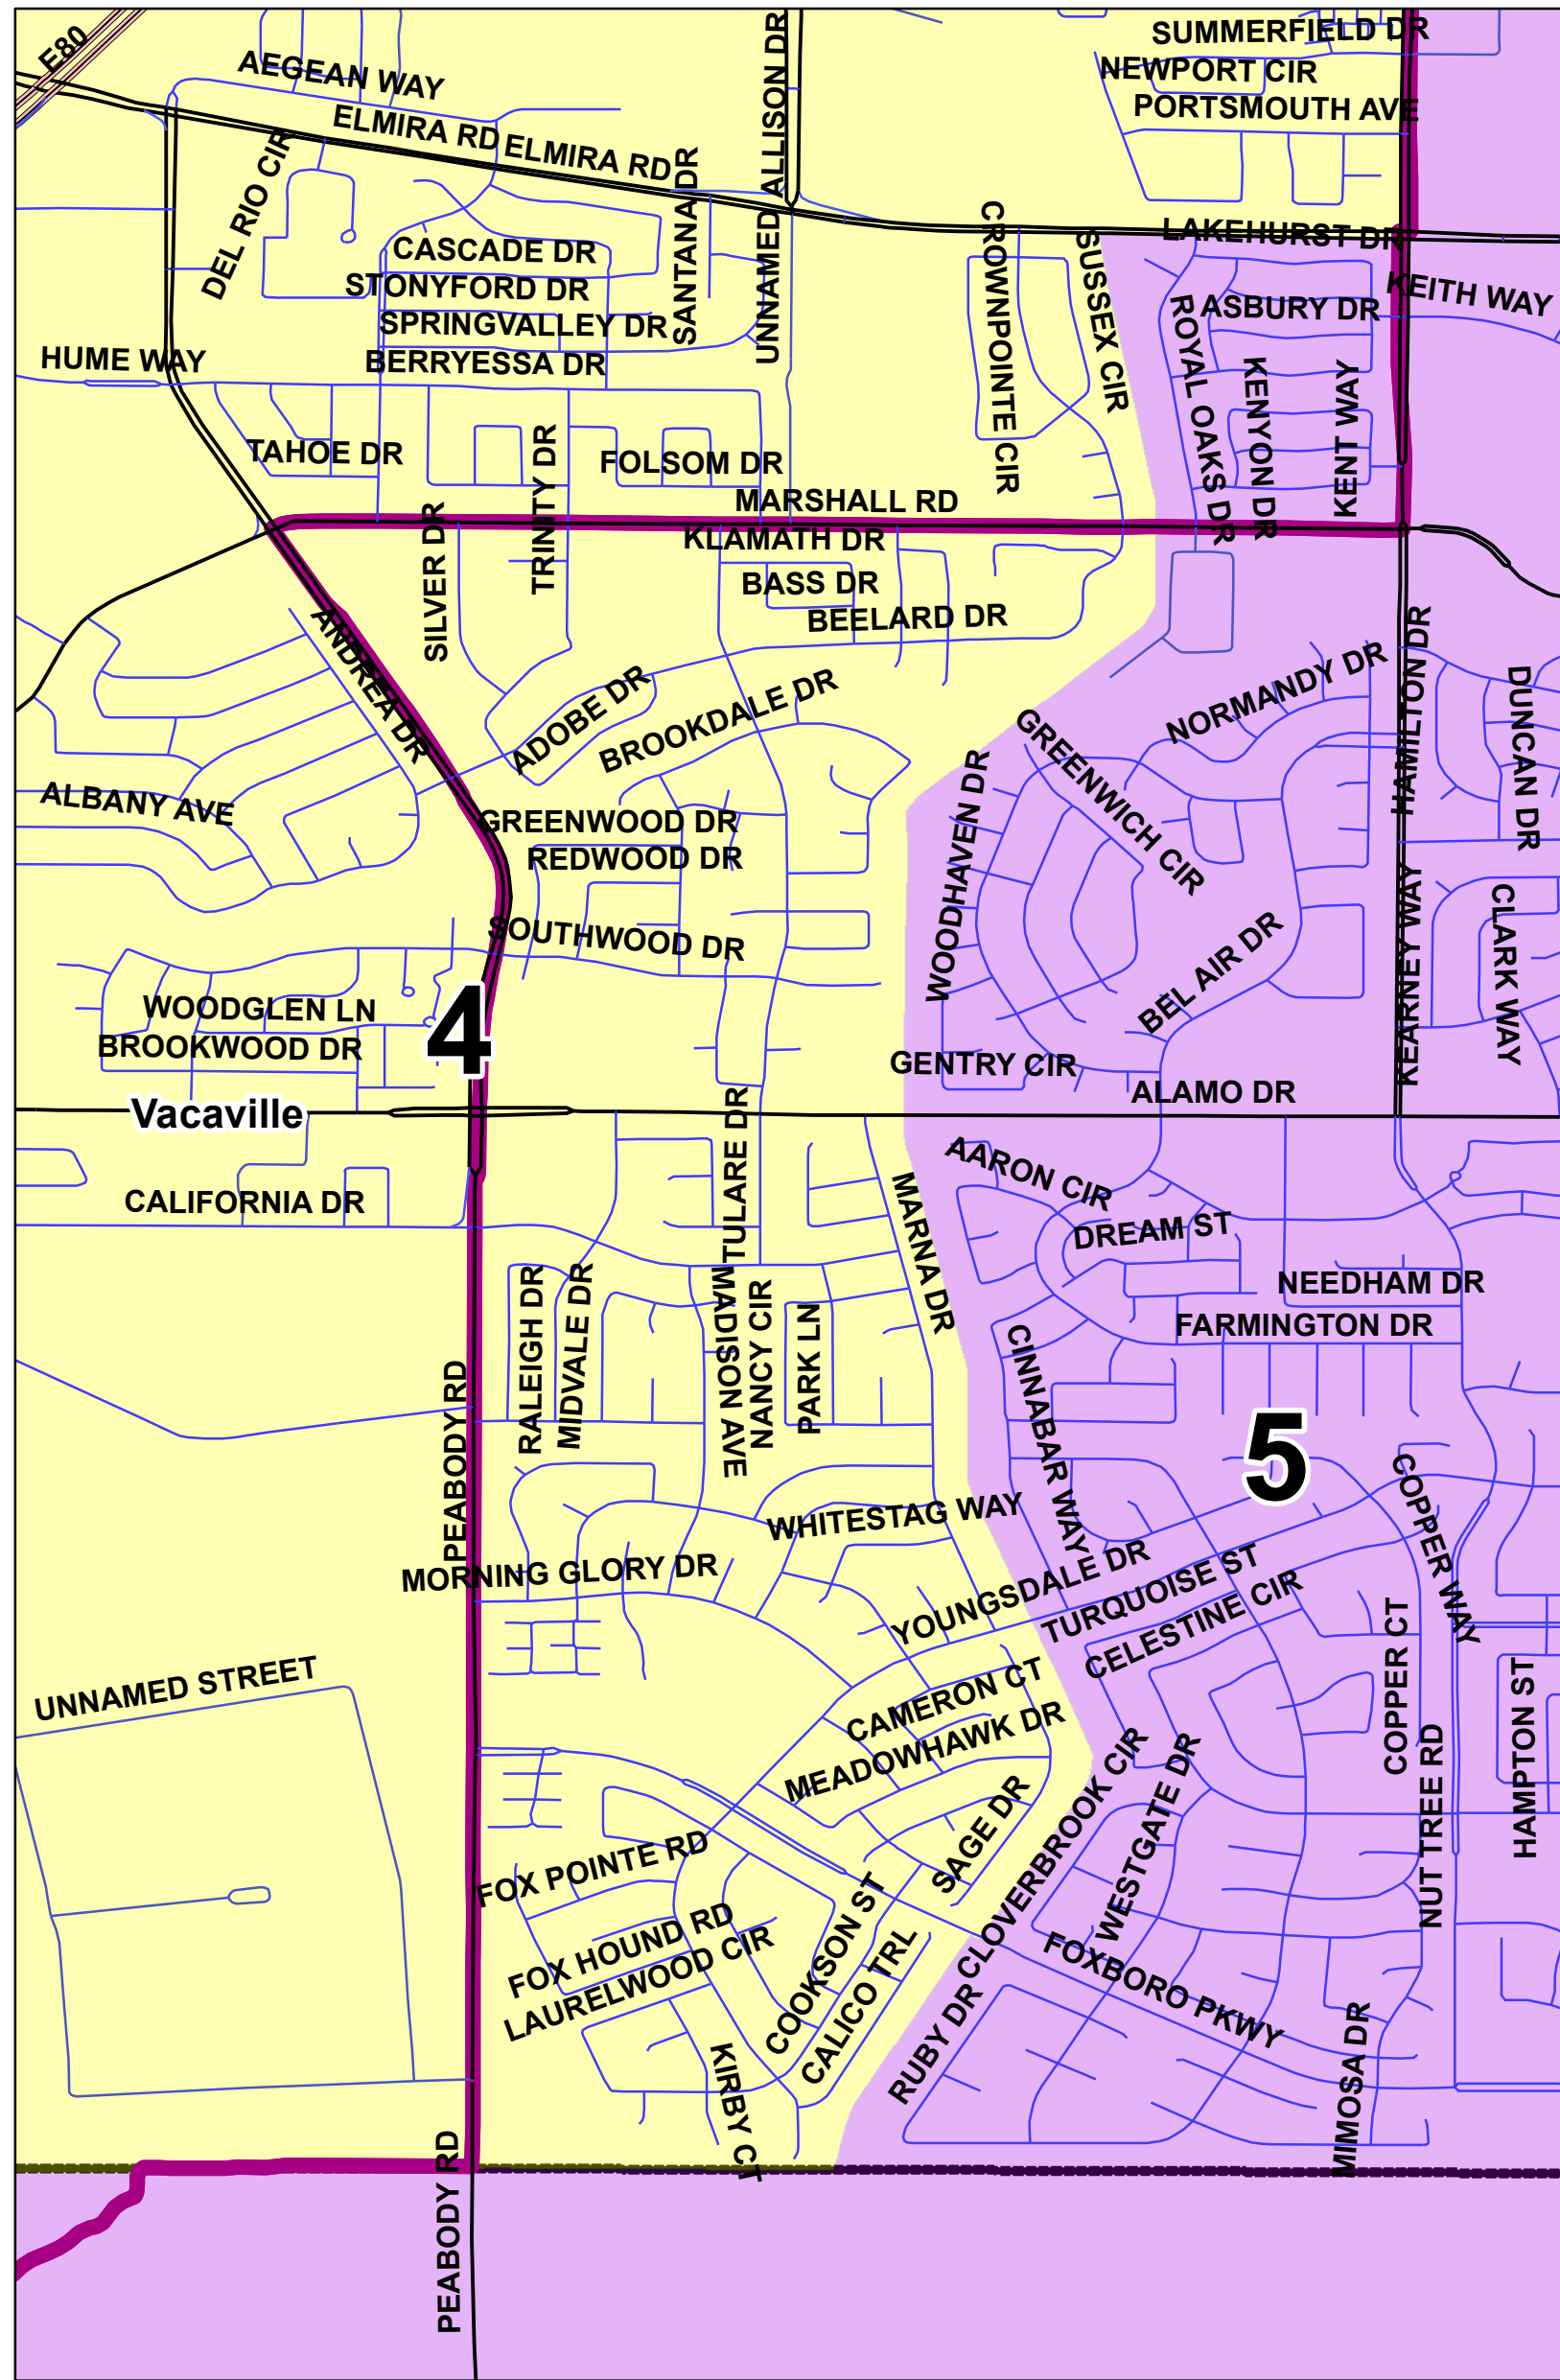 E80
AEGEAN WAY
ELMIRA RD
ELMIRA RD
ALLISON DR
SUMMERFIELD DR
NEWPORT CIR
PORTSMOUTH AVE
DEL RIO CIR
SANTANA DR
UNNAMED
CASCADE DR
STONYFORD DR
SPRINGVALLEY DR
BERRYESSA DR
HUME WAY
CROWNPOINTE CIR
SUSSEX CIR
LAKEHURST DR
KEITH WAY
ASBURY DR
ROYAL OAKS DR
KENYON DR
KENT WAY
TAHOE DR
TRINITY DR
FOLSOM DR
MARSHALL RD
KLAMATH DR
BASS DR
BEELARD DR
SILVER DR
ANDREA DR
ADOBE DR
BROOKDALE DR
NORMANDY DR
HAMILTON DR
DUNCAN DR
GREENWICH CIR
WOODHAVEN DR
ALBANY AVE
GREENWOOD DR
REDWOOD DR
SOUTHWOOD DR
BEL AIR DR
KEARNEY WAY
CLARK WAY
WOODGLEN LN
BROOKWOOD DR
4
GENTRY CIR
ALAMO DR
Vacaville
CALIFORNIA DR
TULARE DR
MARNA DR
AARON CIR
DREAM ST
NEEDHAM DR
FARMINGTON DR
RALEIGH DR
MIDVALE DR
MADISON AVE
NANCY CIR
PARK LN
PEABODY RD
CINNABAR WAY
5
COPPER WAY
WHITESTAG WAY
MORNING GLORY DR
YOUNGSDALE DR
TURQUOISE ST
CELESTINE CIR
COPPER CT
HAMPTON ST
UNNAMED STREET
CAMERON CT
MEADOWHAWK DR
SAGE DR
CLOVERBROOK CIR
WESTGATE DR
NUT TREE RD
FOX POINTE RD
FOX HOUND RD
LAURELWOOD CIR
COOKSON ST
CALICO TRL
RUBY DR
FOXBORO PKWY
MIMMOSA DR
KIRBY CT
PEABODY RD